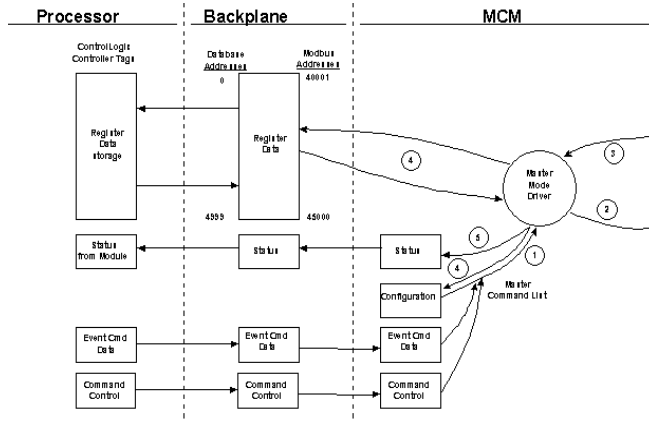 Processor
Backplane
MCM
ControlLogix
Controller Tags
Database
Addresses
0
Modbus
Addresses
40001
Register
Data
storage
Register
Data
4
3
Master
Mode
Driver
2
4999
45000
Status
from Module
Status
Status
5
1
4
Configuration
Master
Command List
Event Cmd
Data
Event Cmd
Data
Event Cmd
Data
Command
Control
Command
Control
Command
Control